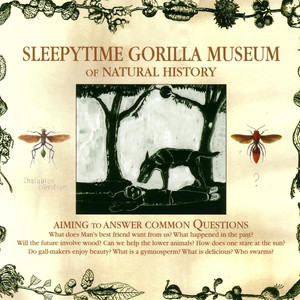 SLEEPYTIME GORILLA MUSEUM
OF NATURAL HISTORY
?
AIMING TO ANSWER COMMON QUESTIONS
What does Man's best friend want from us? What happened in the past?
Will the future involve wood? Can we help the lower animals? How does one stare at the sun?
Do gall-makers enjoy beauty? What is a gymnosperm? What is delicious? Who swarms?